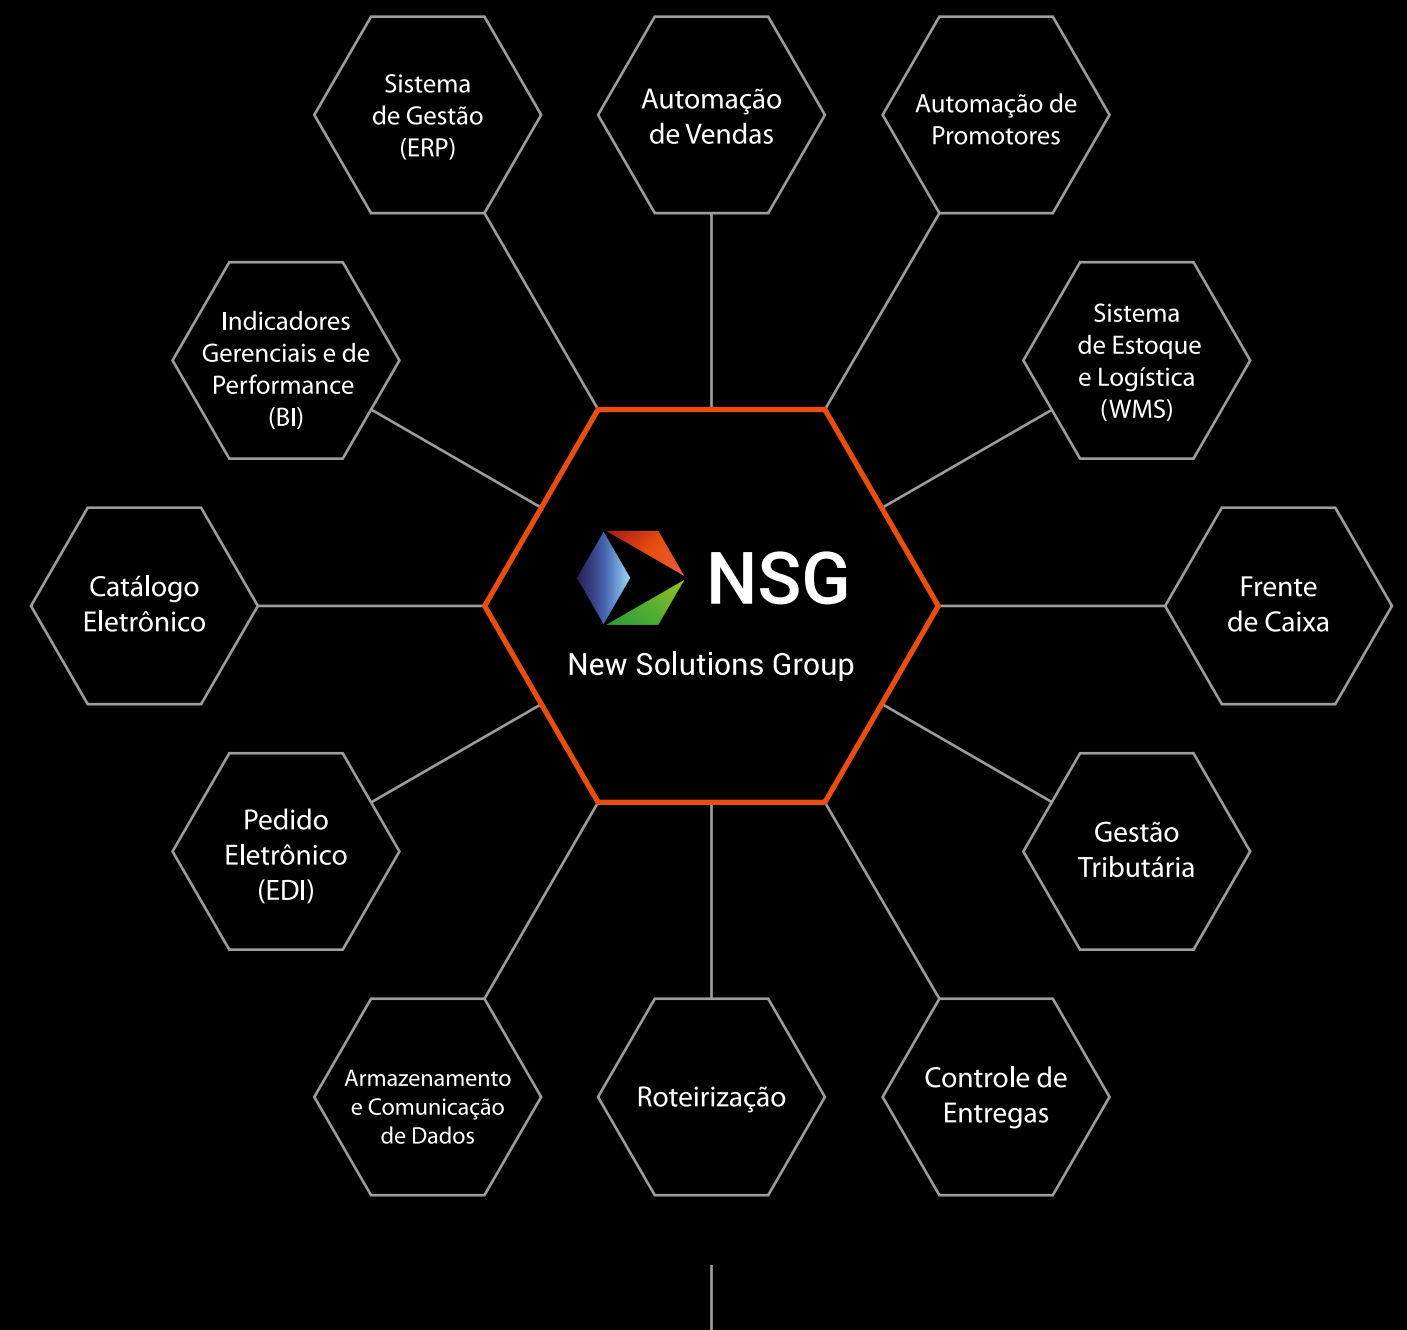 Sistema
de Gestão
(ERP)
Automação
de Vendas
Automação de
Promotores
Indicadores
Gerenciais e de
Performance
(BI)
Sistema
de Estoque
e Logística
(WMS)
Catálogo
Eletrônico
NSG
New Solutions Group
Frente
de Caixa
Pedido
Eletrônico
(EDI)
Gestão
Tributária
Armazenamento
e Comunicação
de Dados
Roteirização
Controle de
Entregas